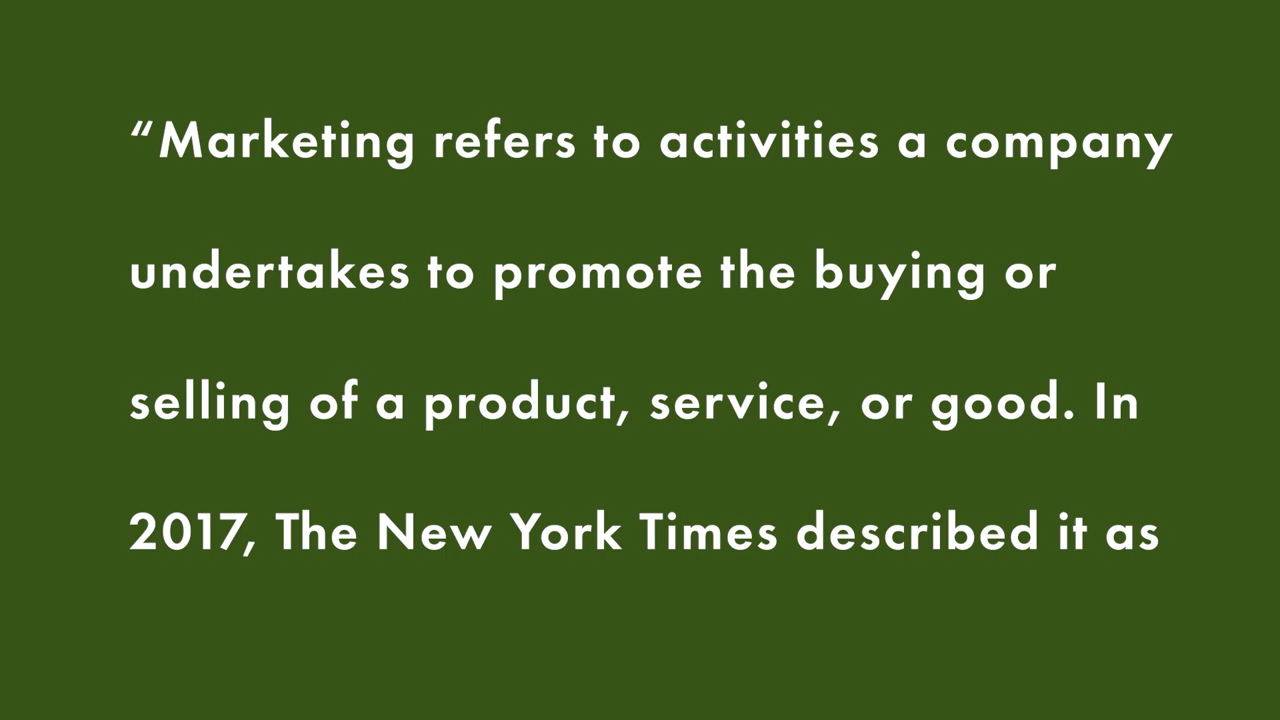 “Marketing refers to activities a company
undertakes to promote the buying or
selling of a product, service, or good. In
2017, The New York Times described it as